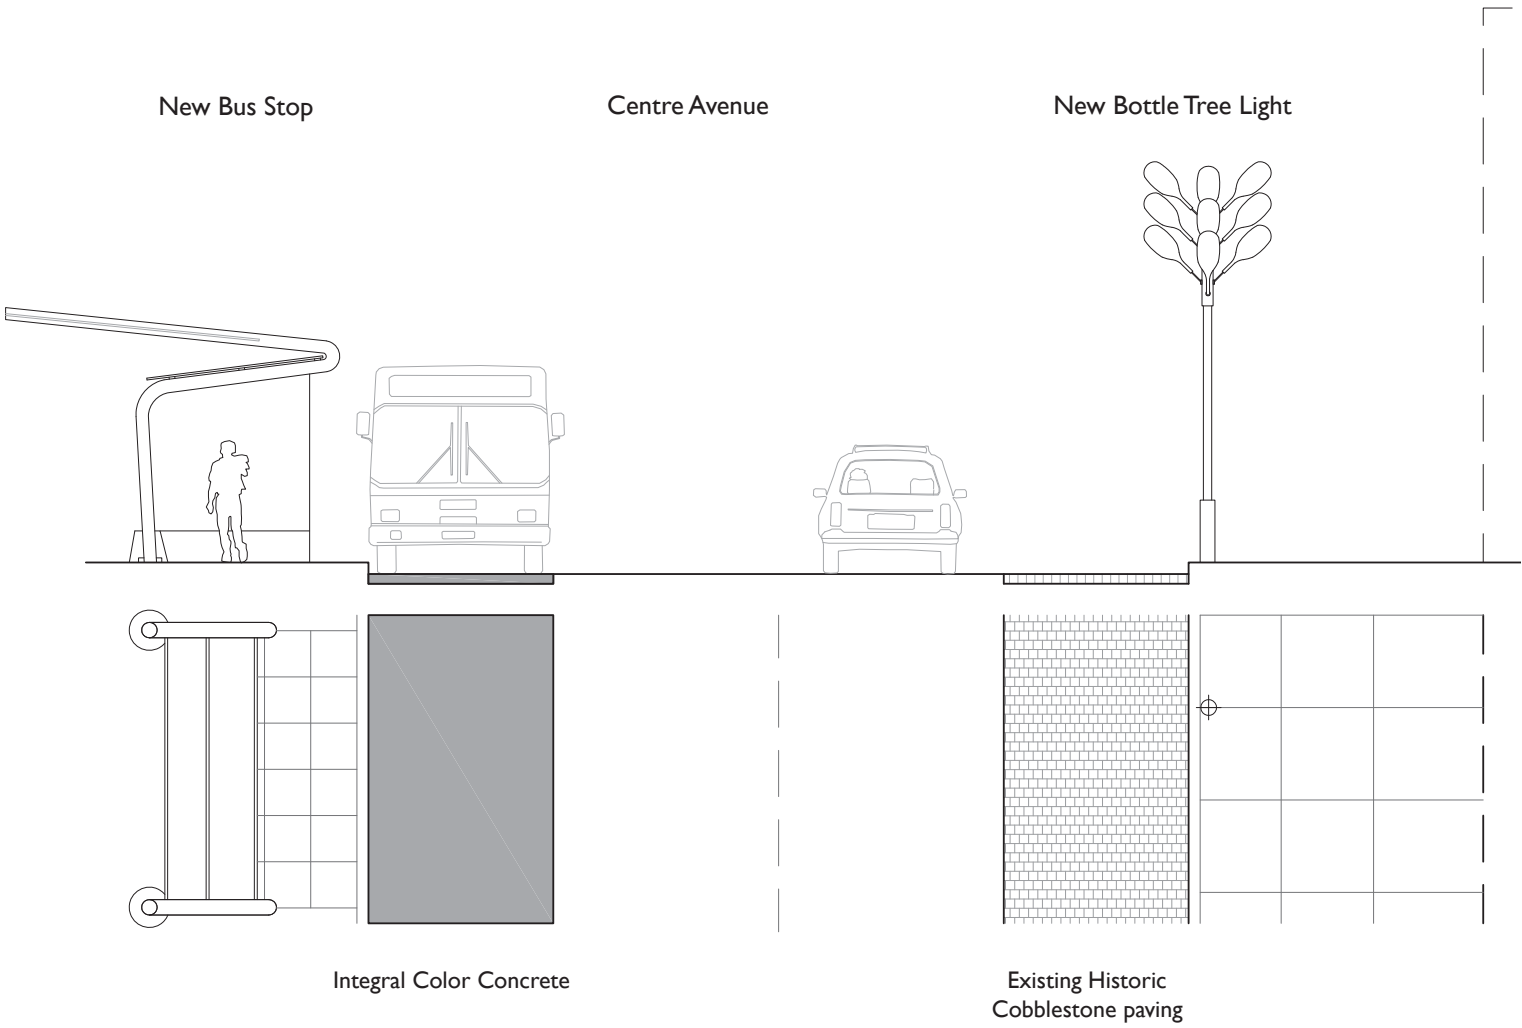 New Bus Stop
Centre Avenue
New Bottle Tree Light
Integral Color Concrete
Existing Historic
Cobblestone paving